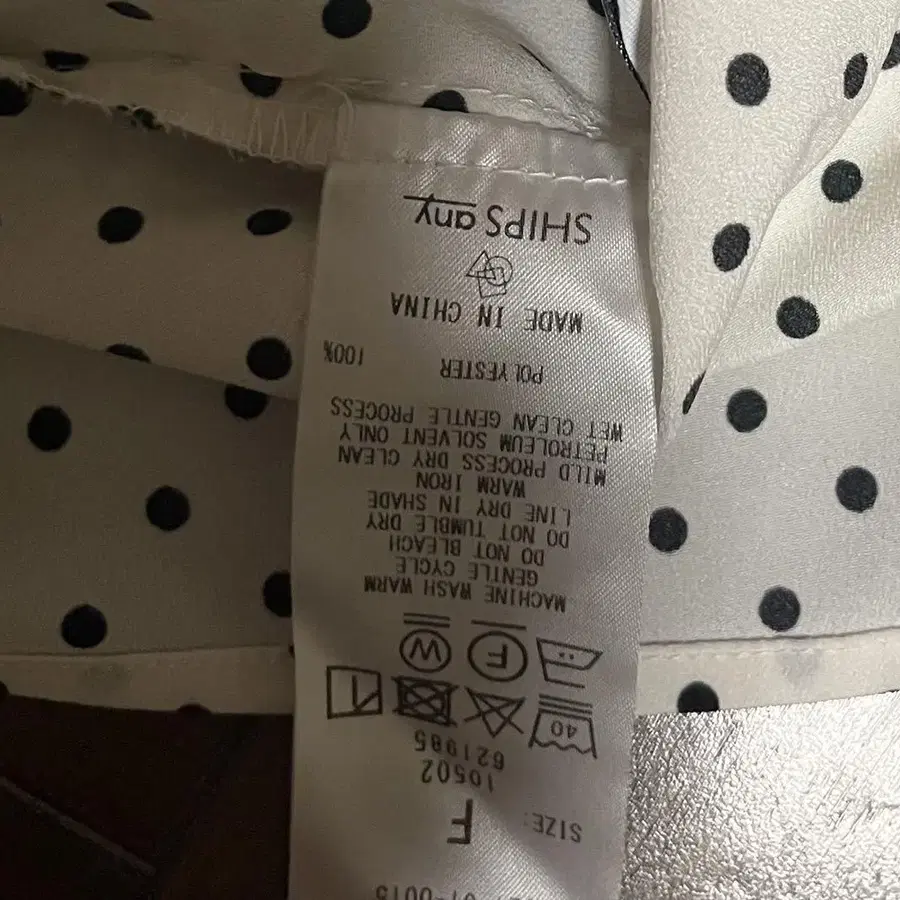 SIZE: F
10502
621985
40
F W
MACHINE WASH WARM
GENTLE CYCLE
DO NOT BLEACH
DO NOT TUMBLE DRY
LINE DRY IN SHADE
WARM IRON
MILD PROCESS DRY CLEAN
PETROLEUM SOLVENT ONLY
WET CLEAN GENTLE PROCESS
POLYESTER 100%
MADE IN CHINA
SHIPS any